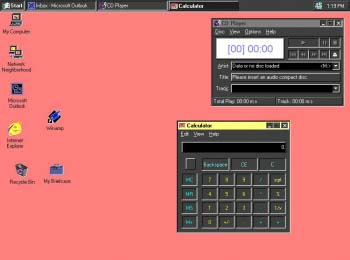 Start
Inbox - Microsoft Outlook
CD Player
Calculator
1:19 PM
My Computer
Network Neighborhood
Microsoft Outlook
Internet Explorer
Winamp
Recycle Bin
My Briefcase
CD Player
Disc View Options Help
[00] 00:00
Artist: Data or no disc loaded
Title: Please insert an audio compact disc.
Track:
Total Play: 00:00 m:s
Track: 00:00 m:s
Calculator
Edit View Help
0
Backspace CE C
MC 7 8 9 / sqrt
MR 4 5 6 * %
MS 1 2 3 - 1/x
M+ 0 +/- . + =